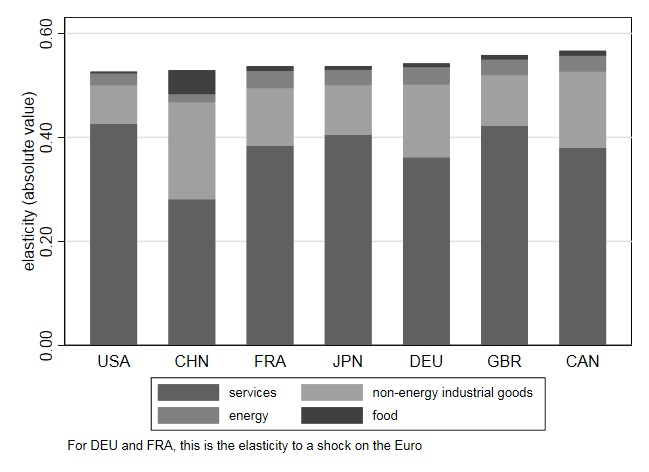 0.60
0.40
0.20
0.00
elasticity (absolute value)
USA CHN FRA JPN DEU GBR CAN
services non-energy industrial goods
energy food
For DEU and FRA, this is the elasticity to a shock on the Euro